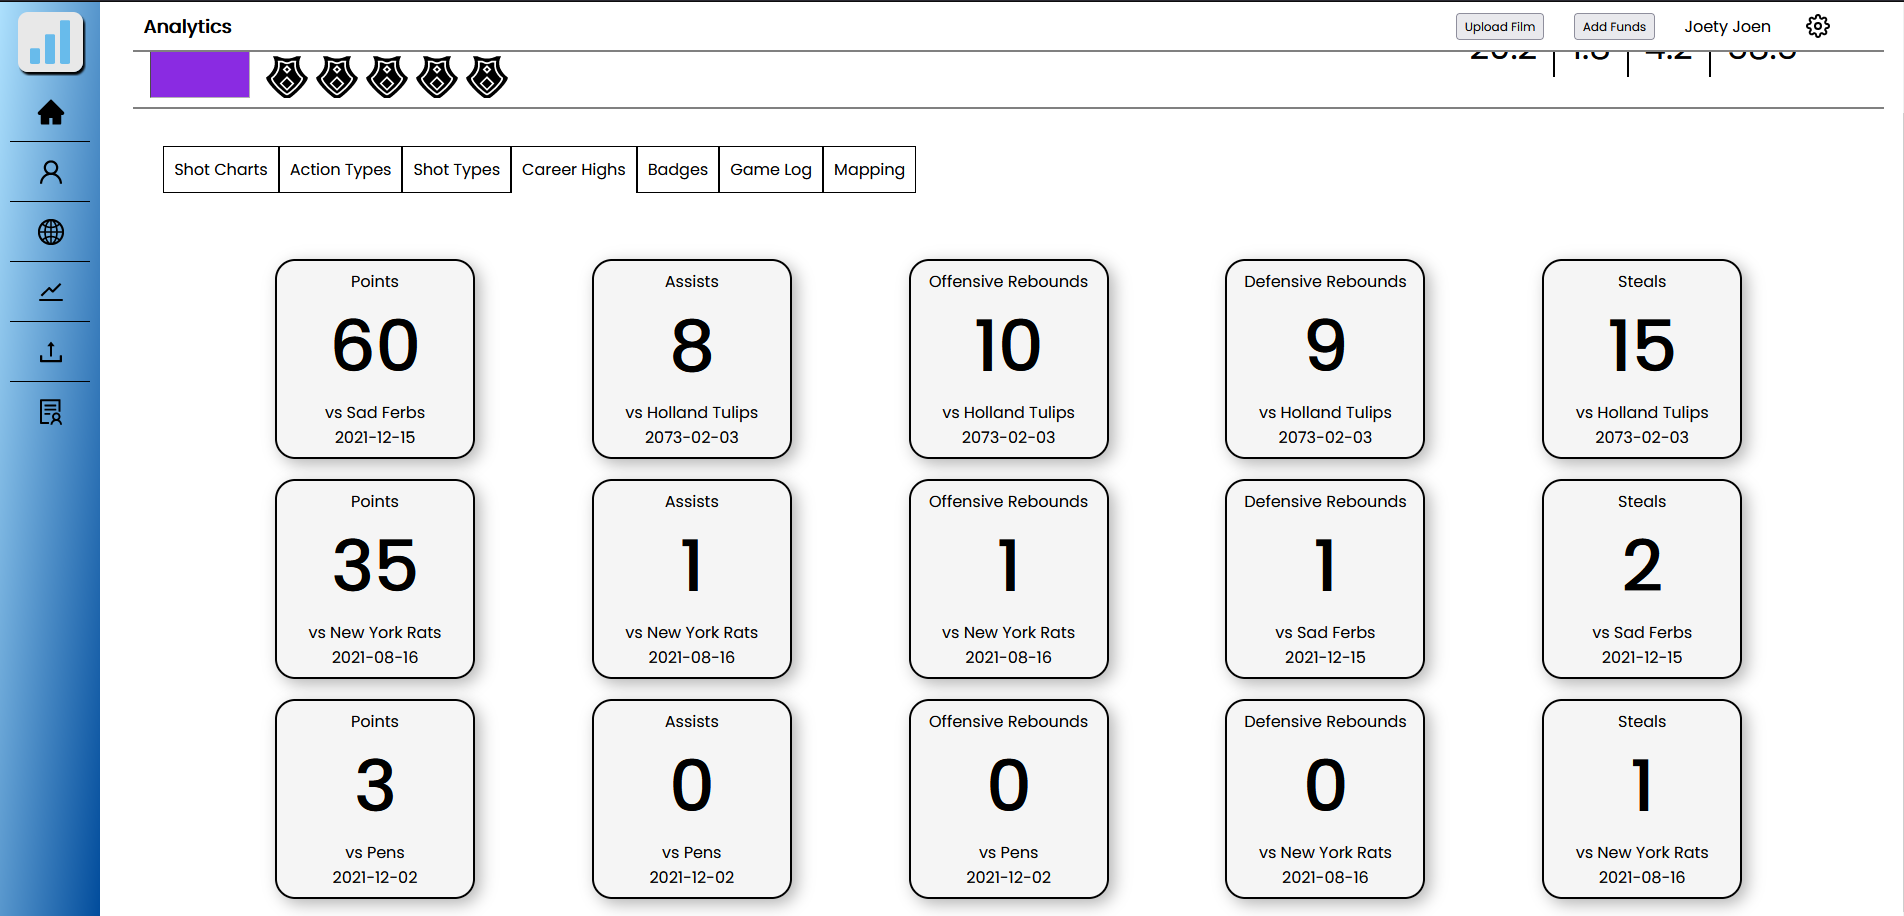 Analytics
Upload Film
Add Funds
Joety Joen
Shot Charts
Action Types
Shot Types
Career Highs
Badges
Game Log
Mapping
Points
60
vs Sad Ferbs
2021-12-15
Assists
8
vs Holland Tulips
2073-02-03
Offensive Rebounds
10
vs Holland Tulips
2073-02-03
Defensive Rebounds
9
vs Holland Tulips
2073-02-03
Steals
15
vs Holland Tulips
2073-02-03
Points
35
vs New York Rats
2021-08-16
Assists
1
vs New York Rats
2021-08-16
Offensive Rebounds
1
vs New York Rats
2021-08-16
Defensive Rebounds
1
vs Sad Ferbs
2021-12-15
Steals
2
vs Sad Ferbs
2021-12-15
Points
3
vs Pens
2021-12-02
Assists
0
vs Pens
2021-12-02
Offensive Rebounds
0
vs Pens
2021-12-02
Defensive Rebounds
0
vs New York Rats
2021-08-16
Steals
1
vs New York Rats
2021-08-16